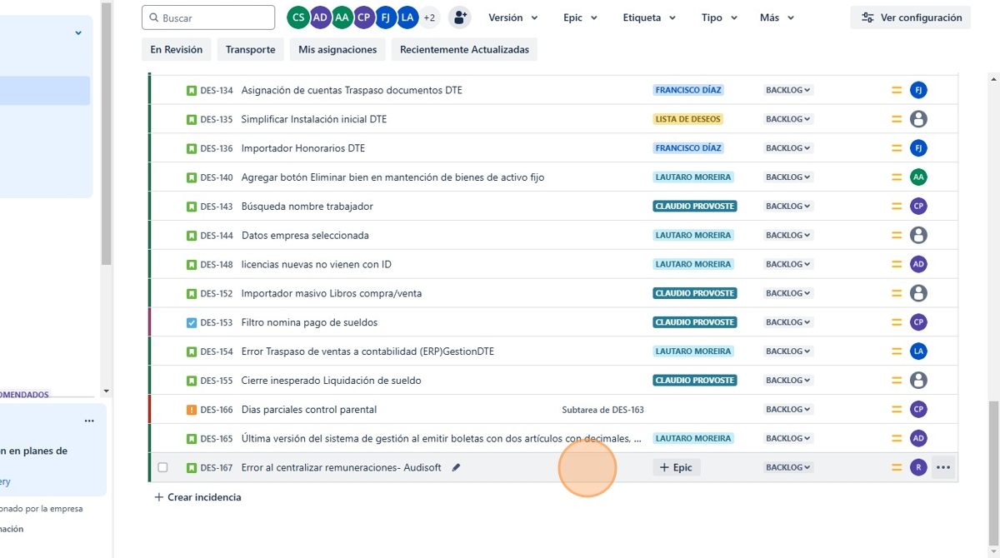 Buscar CS AD AA CP FJ LA +2 Versión Epic Etiqueta Tipo Más Ver configuración
En Revisión Transporte Mis asignaciones Recientemente Actualizadas
DES-134 Asignación de cuentas Traspaso documentos DTE FRANCISCO DÍAZ BACKLOG FJ
DES-135 Simplificar Instalación inicial DTE LISTA DE DESEOS BACKLOG
DES-136 Importador Honorarios DTE FRANCISCO DÍAZ BACKLOG FJ
DES-140 Agregar botón Eliminar bien en mantención de bienes de activo fijo LAUTARO MOREIRA BACKLOG AA
DES-143 Búsqueda nombre trabajador CLAUDIO PROVOSTE BACKLOG CP
DES-144 Datos empresa seleccionada LAUTARO MOREIRA BACKLOG
DES-148 licencias nuevas no vienen con ID LAUTARO MOREIRA BACKLOG AD
DES-152 Importador masivo Libros compra/venta CLAUDIO PROVOSTE BACKLOG
DES-153 Filtro nomina pago de sueldos CLAUDIO PROVOSTE BACKLOG CP
DES-154 Error Traspaso de ventas a contabilidad (ERP)GestionDTE LAUTARO MOREIRA BACKLOG LA
DES-155 Cierre inesperado Liquidación de sueldo CLAUDIO PROVOSTE BACKLOG
DES-166 Dias parciales control parental Subtarea de DES-163 BACKLOG CP
DES-165 Última versión del sistema de gestión al emitir boletas con dos artículos con decimales, ... LAUTARO MOREIRA BACKLOG AD
DES-167 Error al centralizar remuneraciones- Audisoft + Epic BACKLOG R ...
+ Crear incidencia
OMENDADOS
...
n en planes de
ery
onado por la empresa
nación